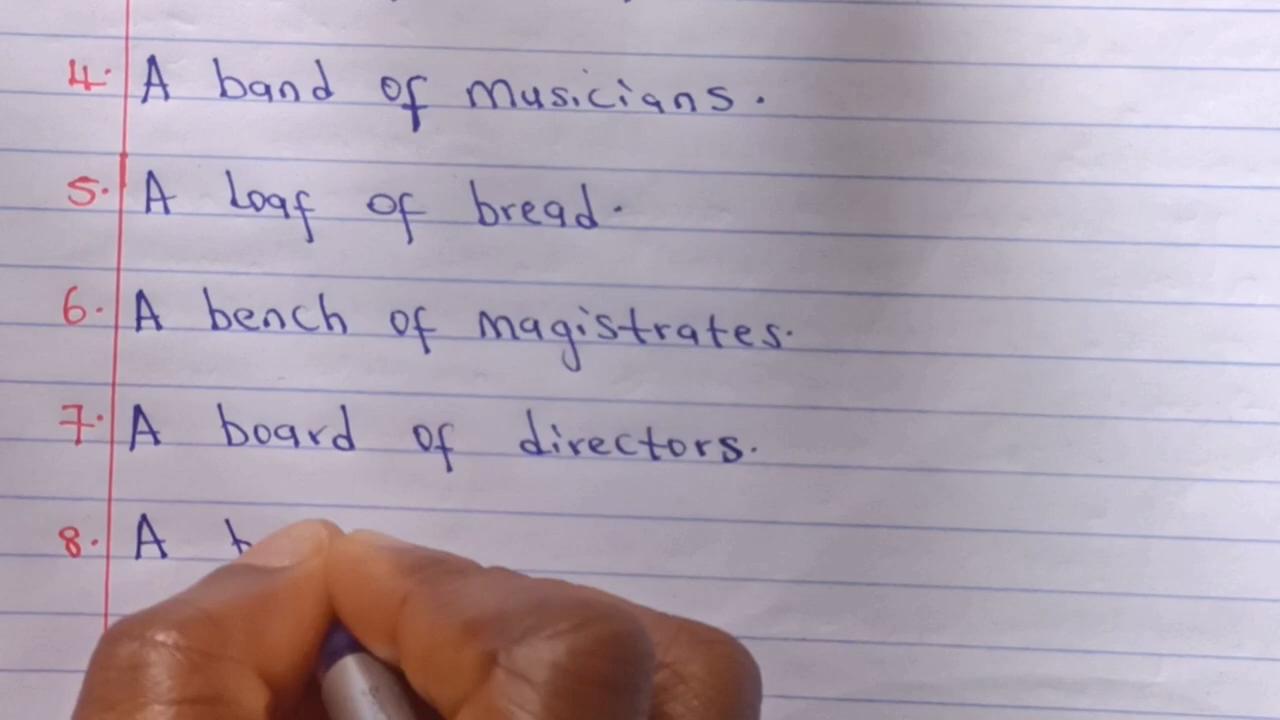 4. A band of musicians.
5. A loaf of bread.
6. A bench of magistrates.
7. A board of directors.
8. A